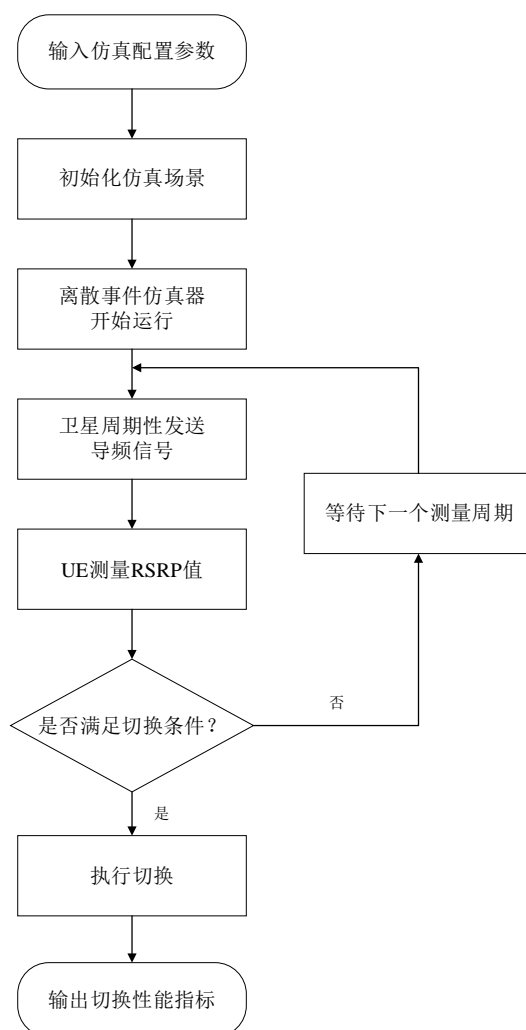 输入仿真配置参数
初始化仿真场景
离散事件仿真器
开始运行
卫星周期性发送
导频信号
等待下一个测量周期
UE测量RSRP值
是否满足切换条件?
否
是
执行切换
输出切换性能指标